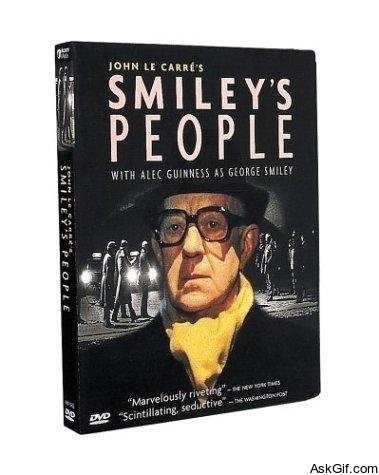 JOHN LE CARRÉ'S
SMILEY'S
PEOPLE
WITH ALEC GUINNESS AS GEORGE SMILEY
"Marvelously riveting" – THE NEW YORK TIMES
"Scintillating, seductive" – THE WASHINGTON POST
DVD
JOHN LE CARRÉ'S
SMILEY'S PEOPLE
DVD
AskGif.com